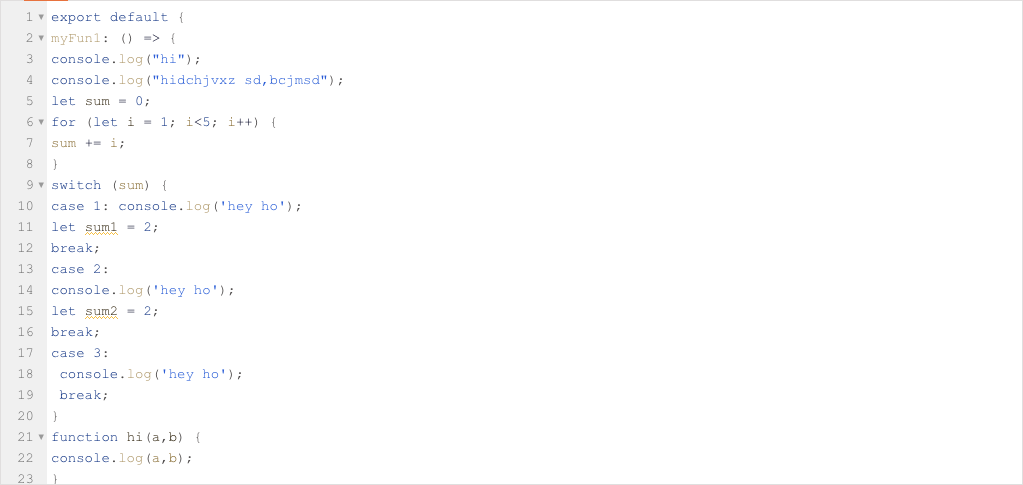 1 export default {
2 myFun1: () => {
3 console.log("hi");
4 console.log("hidchjvxz sd,bcjmsd");
5 let sum = 0;
6 for (let i = 1; i<5; i++) {
7 sum += i;
8 }
9 switch (sum) {
10 case 1: console.log('hey ho');
11 let sum1 = 2;
12 break;
13 case 2:
14 console.log('hey ho');
15 let sum2 = 2;
16 break;
17 case 3:
18  console.log('hey ho');
19  break;
20 }
21 function hi(a,b) {
22 console.log(a,b);
23 }